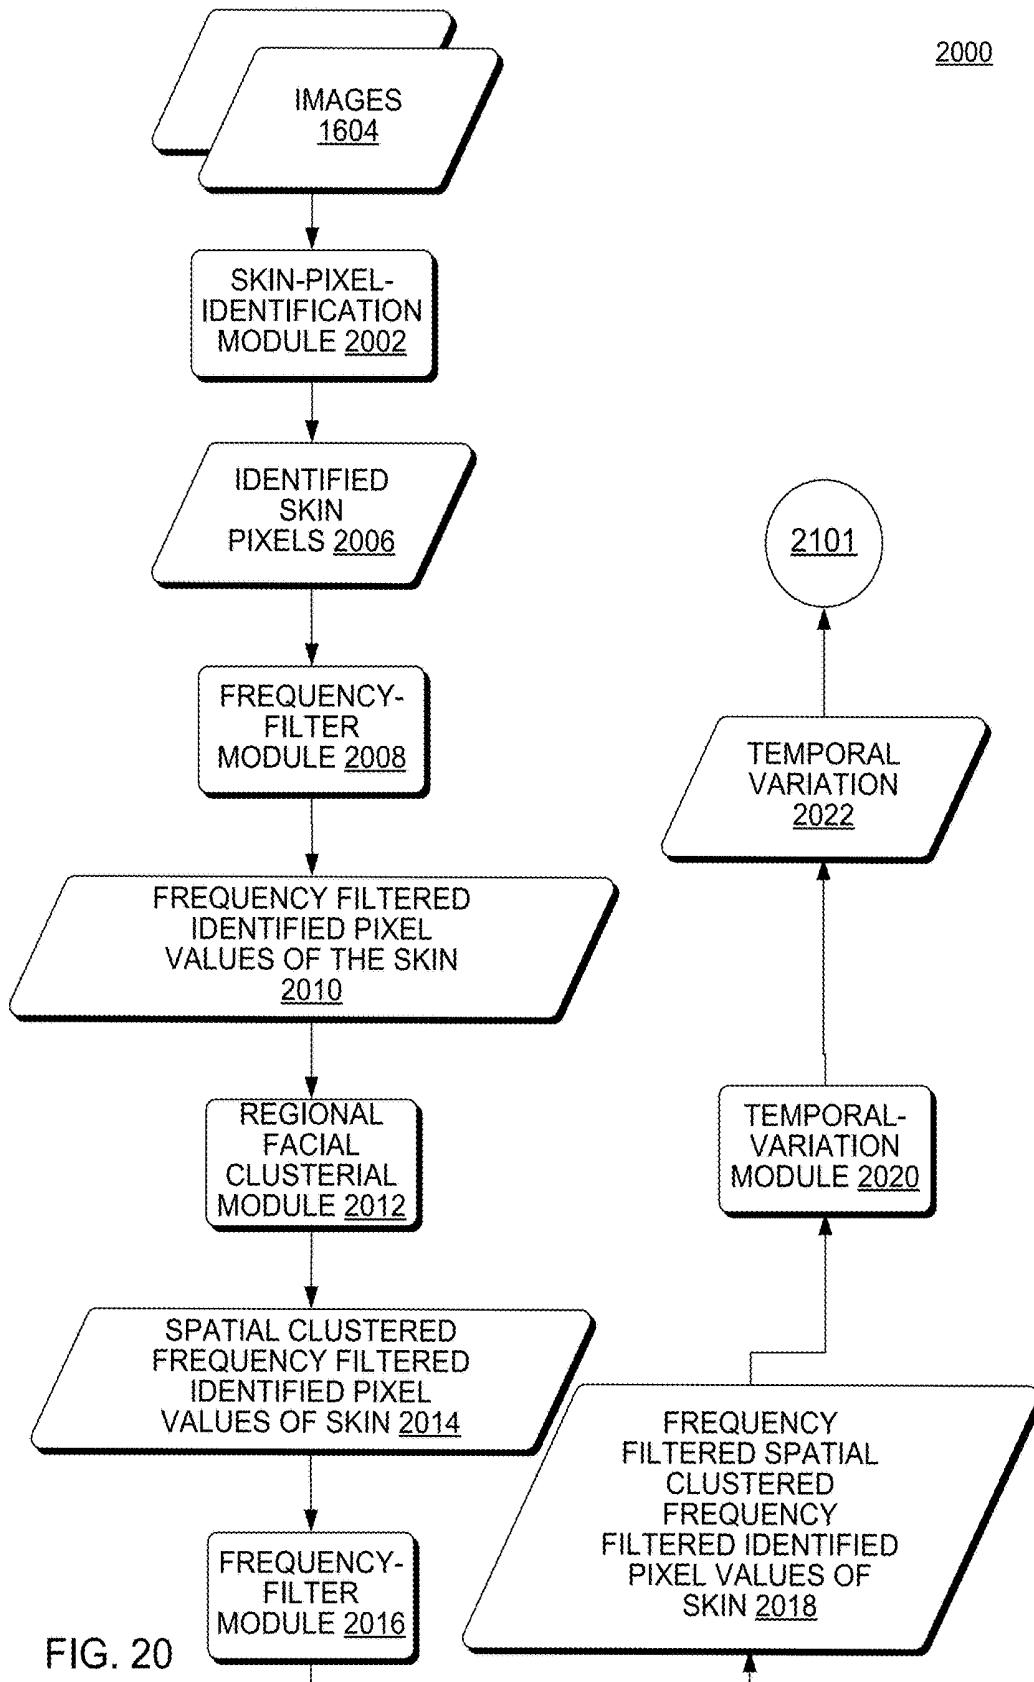 2000
IMAGES
1604
SKIN-PIXEL-
IDENTIFICATION
MODULE 2002
IDENTIFIED
SKIN
PIXELS 2006
FREQUENCY-
FILTER
MODULE 2008
FREQUENCY FILTERED
IDENTIFIED PIXEL
VALUES OF THE SKIN
2010
REGIONAL
FACIAL
CLUSTERIAL
MODULE 2012
SPATIAL CLUSTERED
FREQUENCY FILTERED
IDENTIFIED PIXEL
VALUES OF SKIN 2014
FREQUENCY-
FILTER
MODULE 2016
FREQUENCY
FILTERED SPATIAL
CLUSTERED
FREQUENCY
FILTERED IDENTIFIED
PIXEL VALUES OF
SKIN 2018
TEMPORAL-
VARIATION
MODULE 2020
TEMPORAL
VARIATION
2022
2101
FIG. 20